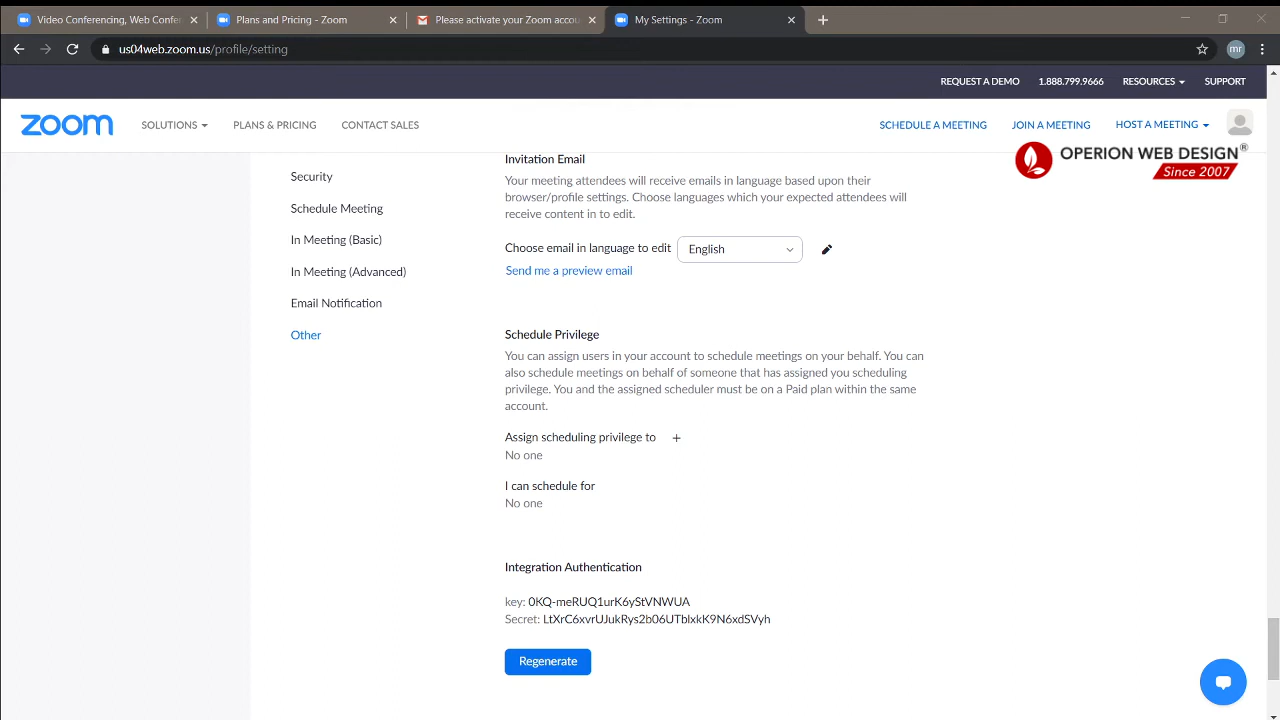 Video Conferencing, Web Confer
Plans and Pricing - Zoom
Please activate your Zoom accou
My Settings - Zoom
us04web.zoom.us/profile/setting
mr
REQUEST A DEMO
1.888.799.9666
RESOURCES
SUPPORT
zoom
SOLUTIONS
PLANS & PRICING
CONTACT SALES
SCHEDULE A MEETING
JOIN A MEETING
HOST A MEETING
OPERION WEB DESIGN®
Since 2007
Security
Schedule Meeting
In Meeting (Basic)
In Meeting (Advanced)
Email Notification
Other
Invitation Email
Your meeting attendees will receive emails in language based upon their
browser/profile settings. Choose languages which your expected attendees will
receive content in to edit.
Choose email in language to edit
English
Send me a preview email
Schedule Privilege
You can assign users in your account to schedule meetings on your behalf. You can
also schedule meetings on behalf of someone that has assigned you scheduling
privilege. You and the assigned scheduler must be on a Paid plan within the same
account.
Assign scheduling privilege to +
No one
I can schedule for
No one
Integration Authentication
key: 0KQ-meRUQ1urK6yStVNWUA
Secret: LtXrC6xvrUJukRys2b06UTblxkK9N6xdSVyh
Regenerate